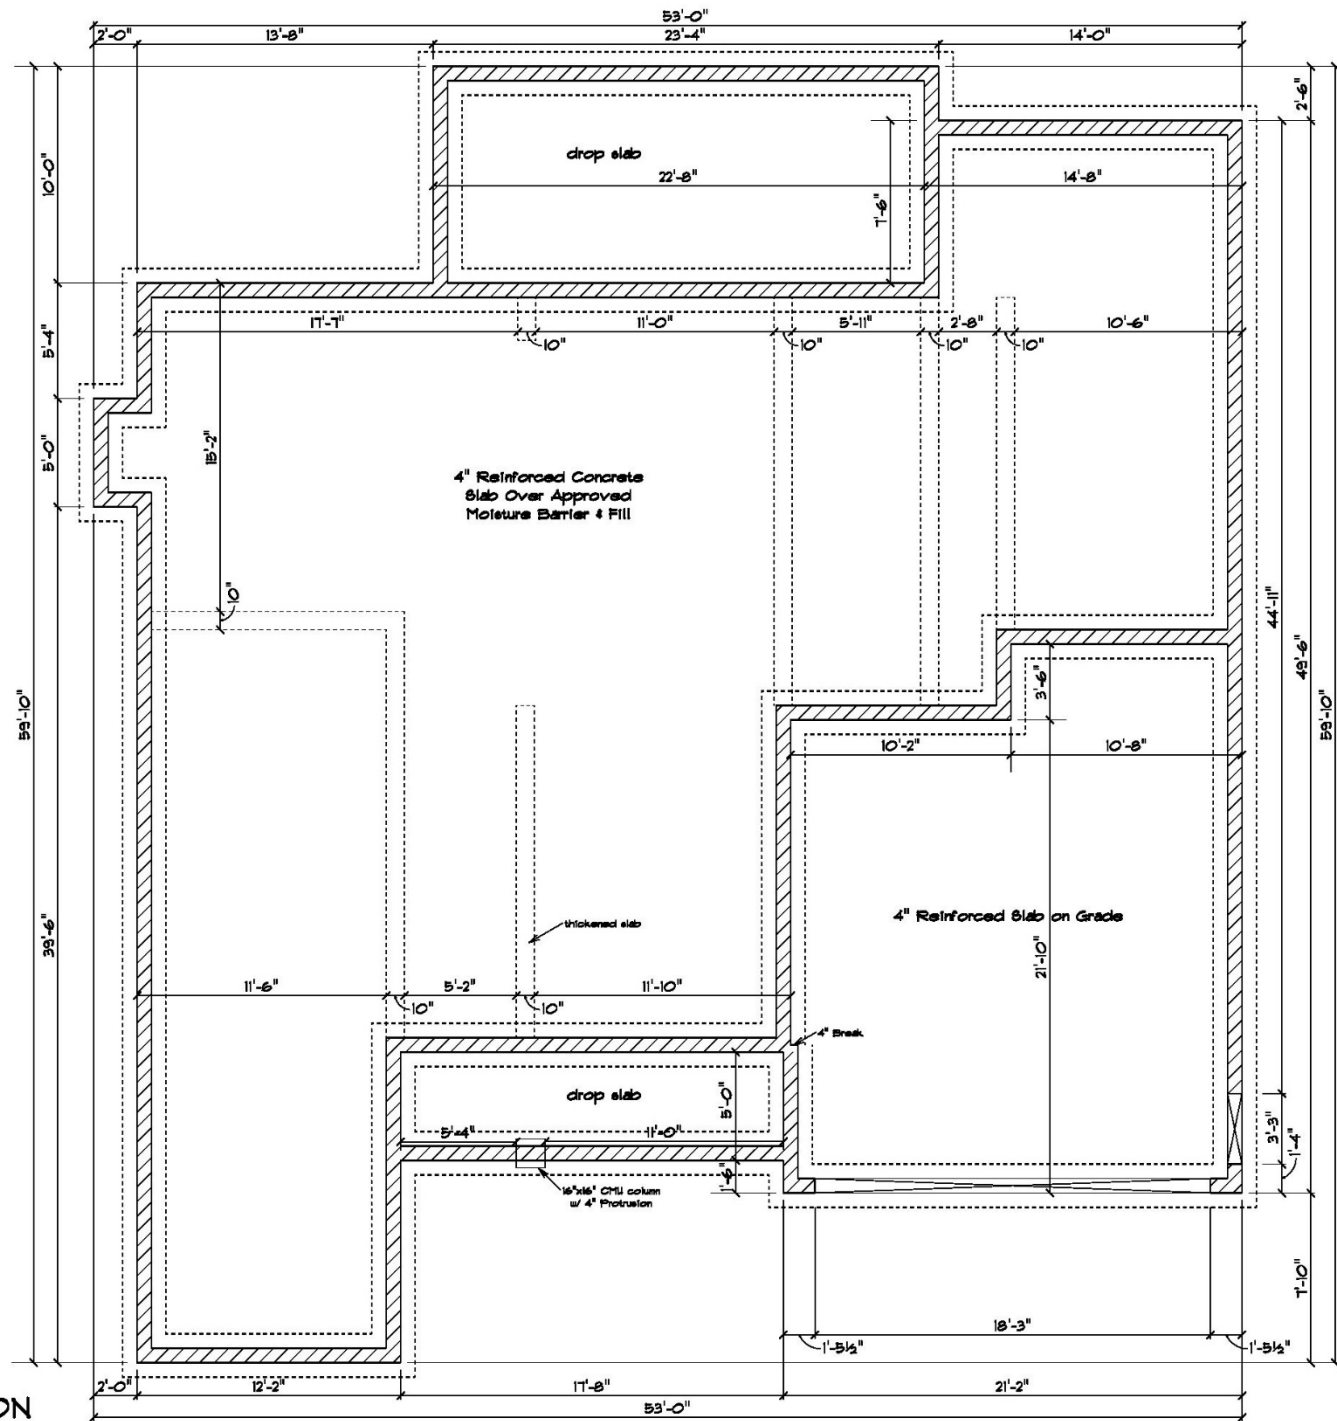 53'-0"
2'-0" 13'-8" 23'-4" 14'-0"
2'-6"
10'-0"
drop slab
22'-8" 14'-8"
7'-6"
5'-4"
17'-7" 11'-0" 5'-11" 2'-8" 10'-6"
10" 10" 10" 10"
5'-0"
15'-2"
4" Reinforced Concrete
Slab Over Approved
Moisture Barrier & Fill
10"
44'-11"
49'-6"
59'-10"
59'-10"
3'-6"
10'-2" 10'-8"
4" Reinforced Slab on Grade
thickened slab
39'-6"
21'-10"
11'-6" 5'-2" 11'-10"
10" 10"
4" Break
drop slab
5'-0"
5'-4" 11'-0"
3'-3"
1'-4"
1'-6"
16"x16" CMU column
w/ 4" Protrusion
7'-10"
18'-3"
1'-5½" 1'-5½"
2'-0" 12'-2" 17'-8" 21'-2"
53'-0"
ON